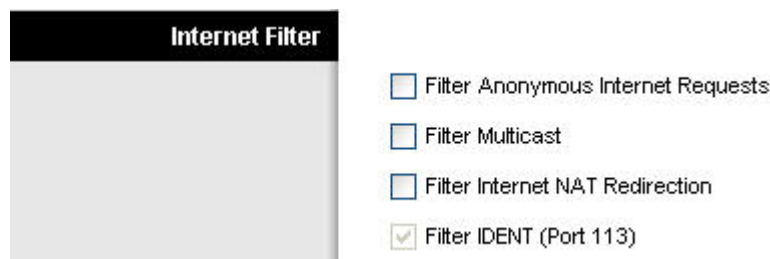 Internet Filter
Filter Anonymous Internet Requests
Filter Multicast
Filter Internet NAT Redirection
Filter IDENT (Port 113)